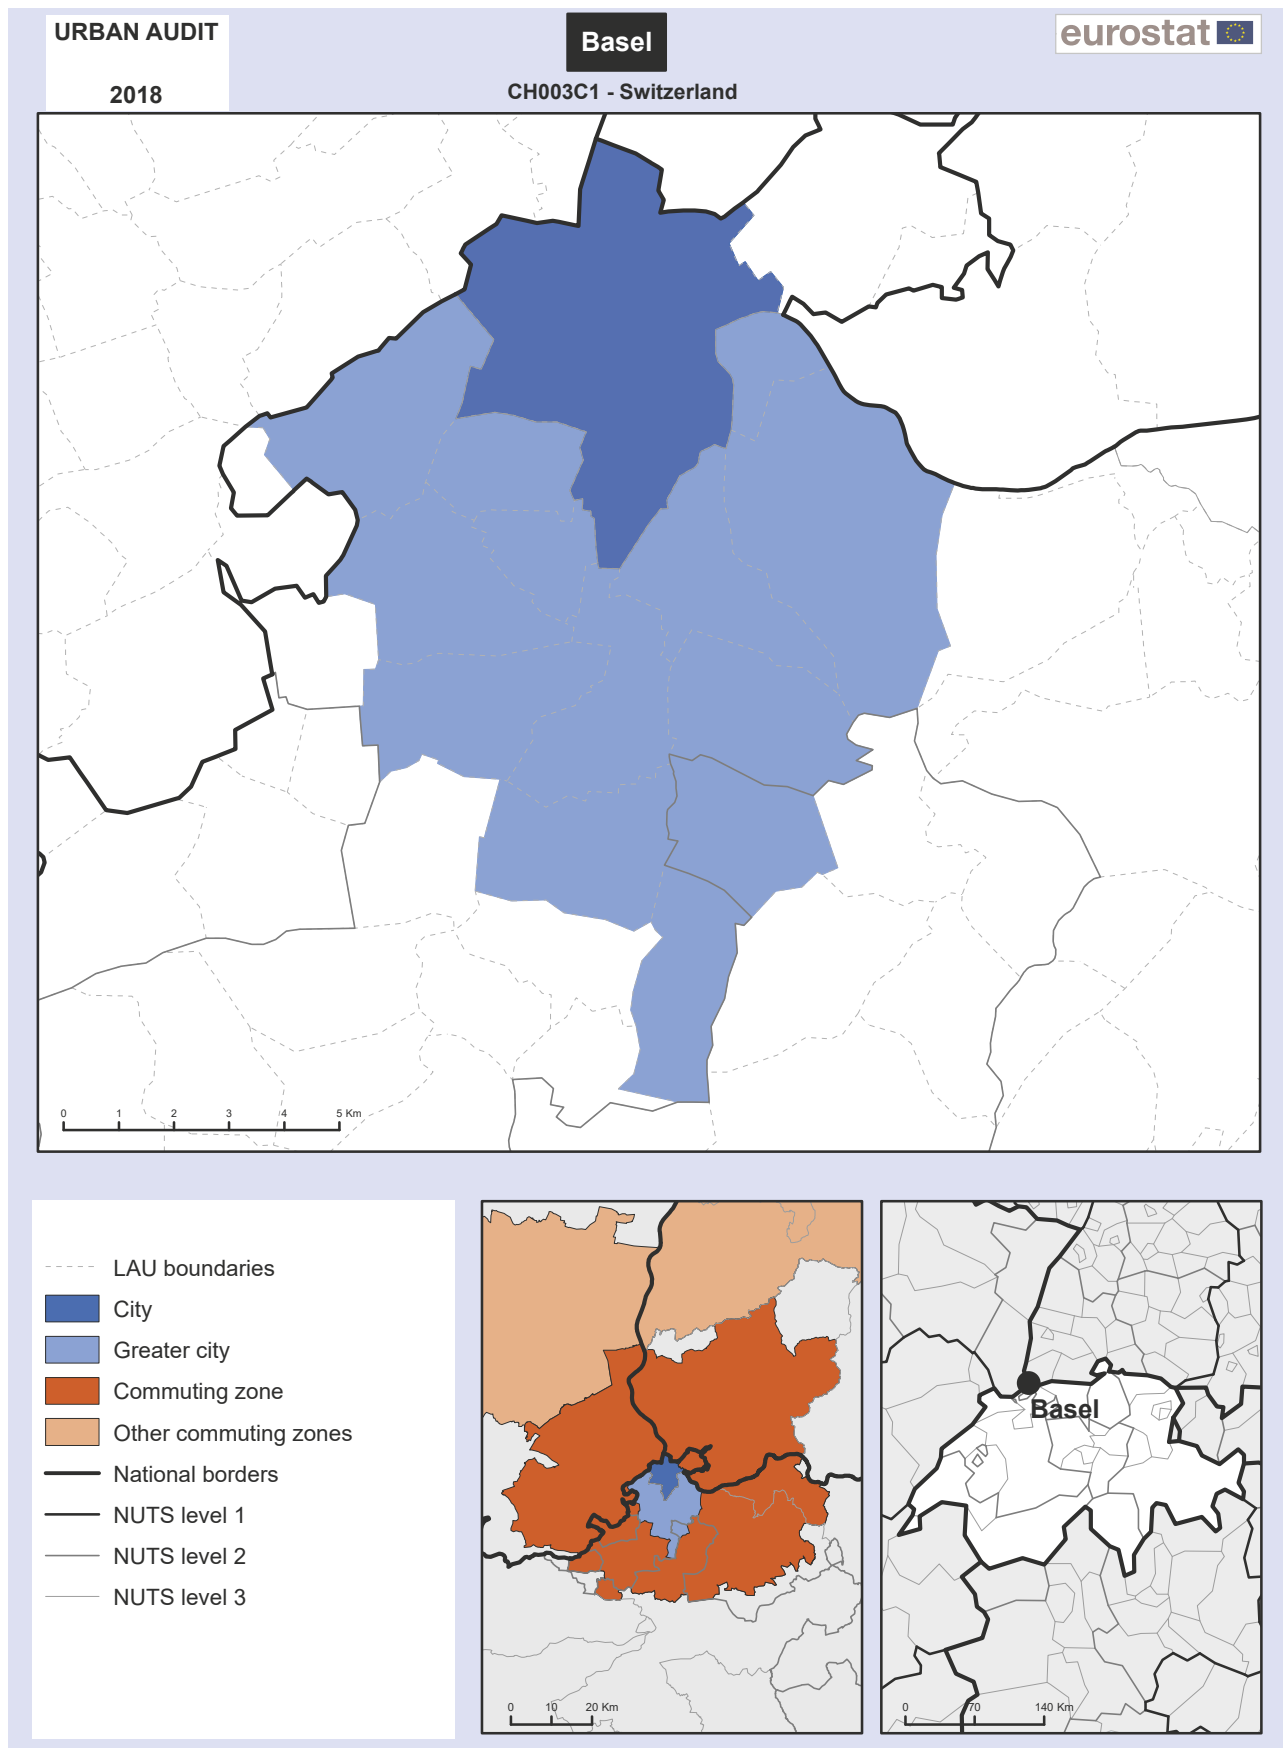 URBAN AUDIT
2018
Basel
CH003C1 - Switzerland
eurostat
0 1 2 3 4 5 Km
LAU boundaries
City
Greater city
Commuting zone
Other commuting zones
National borders
NUTS level 1
NUTS level 2
NUTS level 3
0 10 20 Km
Basel
0 70 140 Km